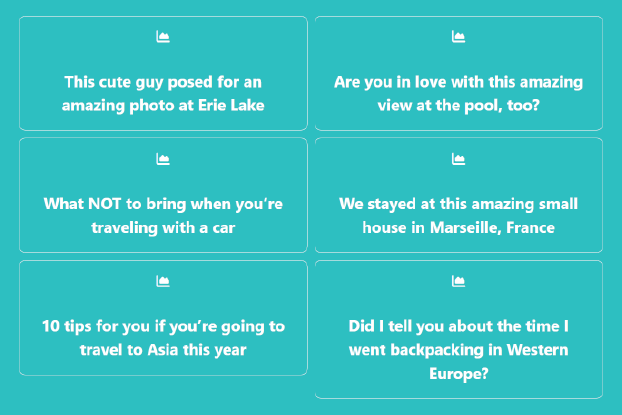 This cute guy posed for an
amazing photo at Erie Lake
Are you in love with this amazing
view at the pool, too?
What NOT to bring when you’re
traveling with a car
We stayed at this amazing small
house in Marseille, France
10 tips for you if you’re going to
travel to Asia this year
Did I tell you about the time I
went backpacking in Western
Europe?